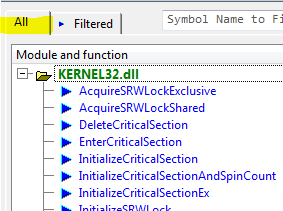 All
Filtered
Symbol Name to Fi
Module and function
KERNEL32.dll
AcquireSRWLockExclusive
AcquireSRWLockShared
DeleteCriticalSection
EnterCriticalSection
InitializeCriticalSection
InitializeCriticalSectionAndSpinCount
InitializeCriticalSectionEx
InitializeSRWLock